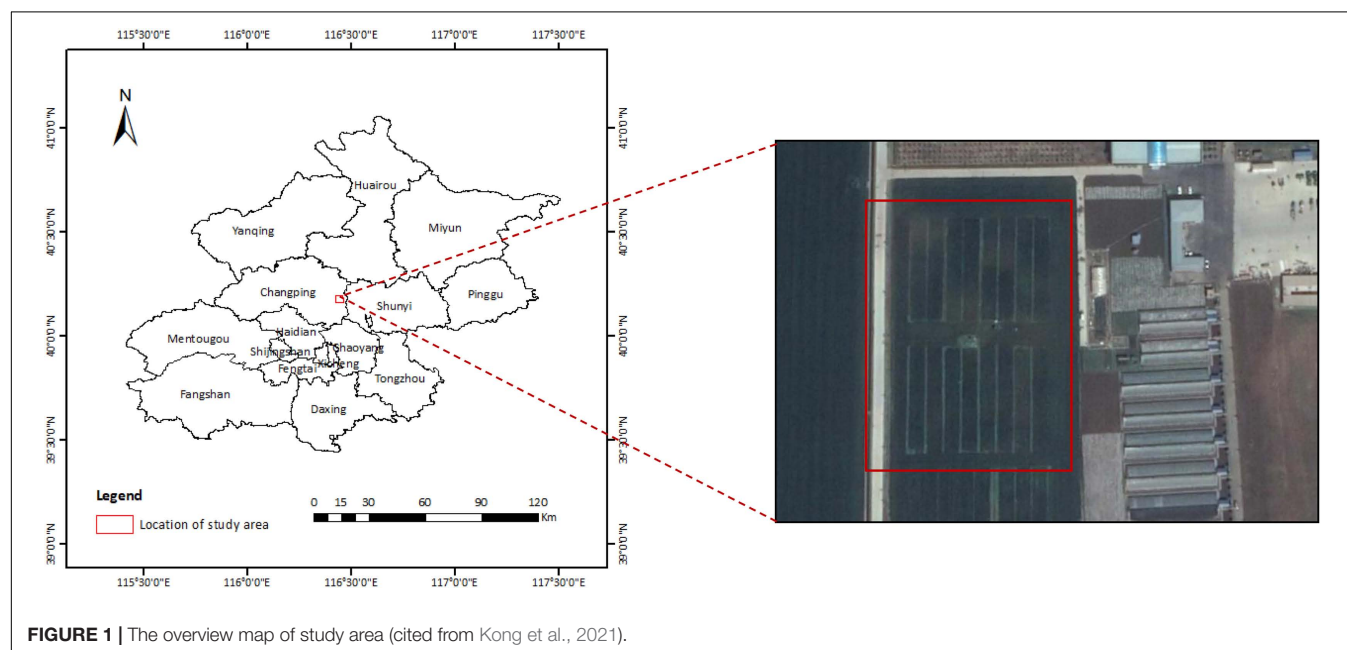 115°30'0"E 116°0'0"E 116°30'0"E 117°0'0"E 117°30'0"E
N
41°0'0"N 41°0'0"N
Huairou
Yanqing Miyun
40°30'0"N 40°30'0"N
Changping Shunyi Pinggu
40°0'0"N 40°0'0"N
Mentougou Haidian
Shijingshan Shaoyang
Fengtai Xicheng
Fangshan Tongzhou
Daxing
39°30'0"N 39°30'0"N
Legend
Location of study area
0 15 30 60 90 120
Km
39°0'0"N 39°0'0"N
115°30'0"E 116°0'0"E 116°30'0"E 117°0'0"E 117°30'0"E
FIGURE 1 | The overview map of study area (cited from Kong et al., 2021).